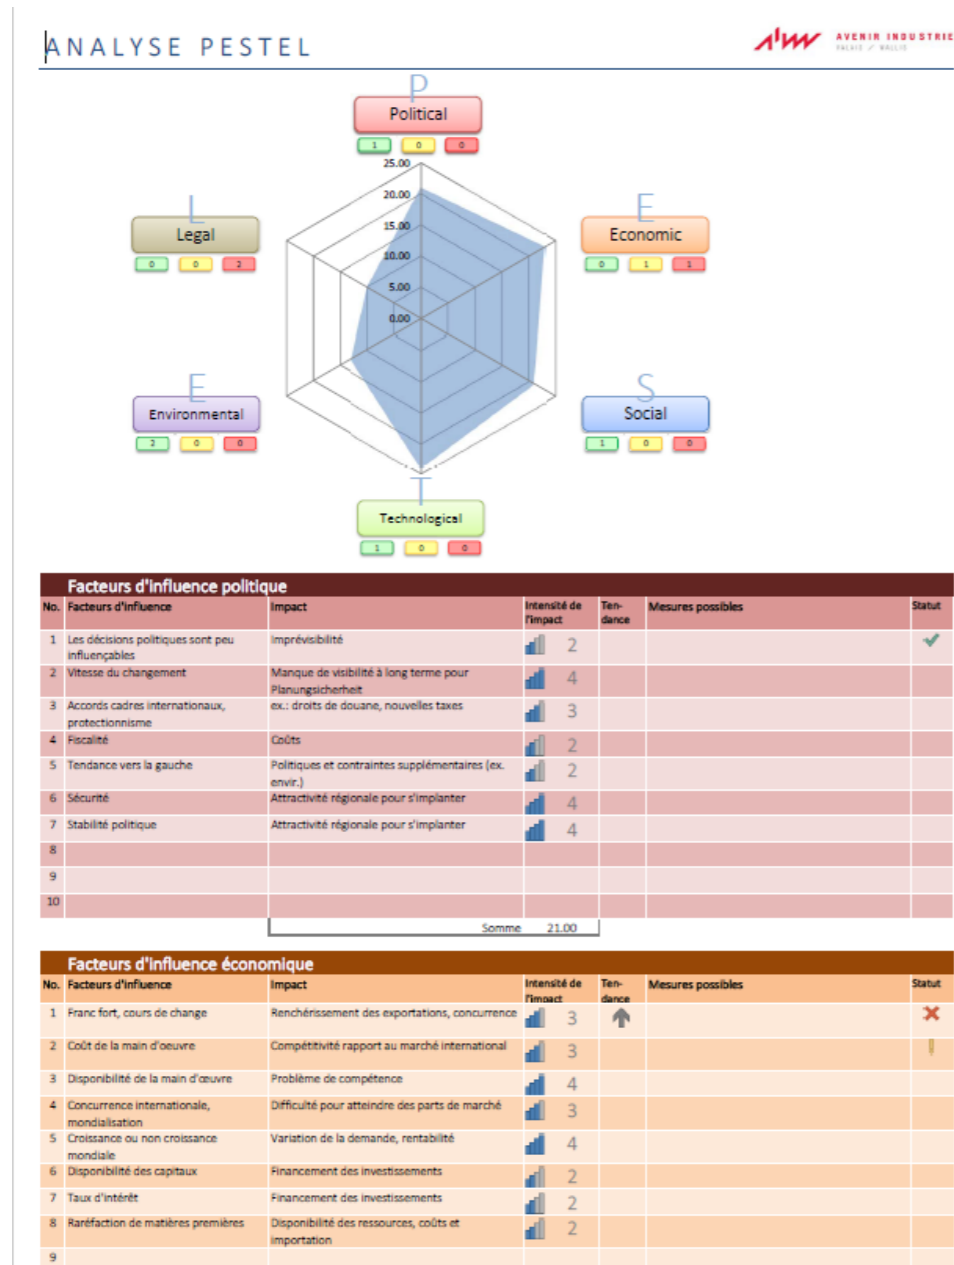 ANALYSE PESTEL
AVENIR INDUSTRIE
VALAIS / WALLIS
P
Political
1 0 0
25.00
20.00
15.00
10.00
5.00
0.00
L
Legal
0 0 2
E
Economic
0 1 1
E
Environmental
2 0 0
S
Social
1 0 0
T
Technological
1 0 0
Facteurs d'influence politique
No. Facteurs d'influence Impact Intensité de l'impact Ten-dance Mesures possibles Statut
1 Les décisions politiques sont peu influençables Imprévisibilité 2
2 Vitesse du changement Manque de visibilité à long terme pour Planungsicherheit 4
3 Accords cadres internationaux, protectionnisme ex.: droits de douane, nouvelles taxes 3
4 Fiscalité Coûts 2
5 Tendance vers la gauche Politiques et contraintes supplémentaires (ex. envir.) 2
6 Sécurité Attractivité régionale pour s'implanter 4
7 Stabilité politique Attractivité régionale pour s'implanter 4
8
9
10
Somme 21.00
Facteurs d'influence économique
No. Facteurs d'influence Impact Intensité de l'impact Ten-dance Mesures possibles Statut
1 Franc fort, cours de change Renchérissement des exportations, concurrence 3
2 Coût de la main d'oeuvre Compétitivité rapport au marché international 3
3 Disponibilité de la main d'œuvre Problème de compétence 4
4 Concurrence internationale, mondialisation Difficulté pour atteindre des parts de marché 3
5 Croissance ou non croissance mondiale Variation de la demande, rentabilité 4
6 Disponibilité des capitaux Financement des investissements 2
7 Taux d'intérêt Financement des investissements 2
8 Raréfaction de matières premières Disponibilité des ressources, coûts et importation 2
9